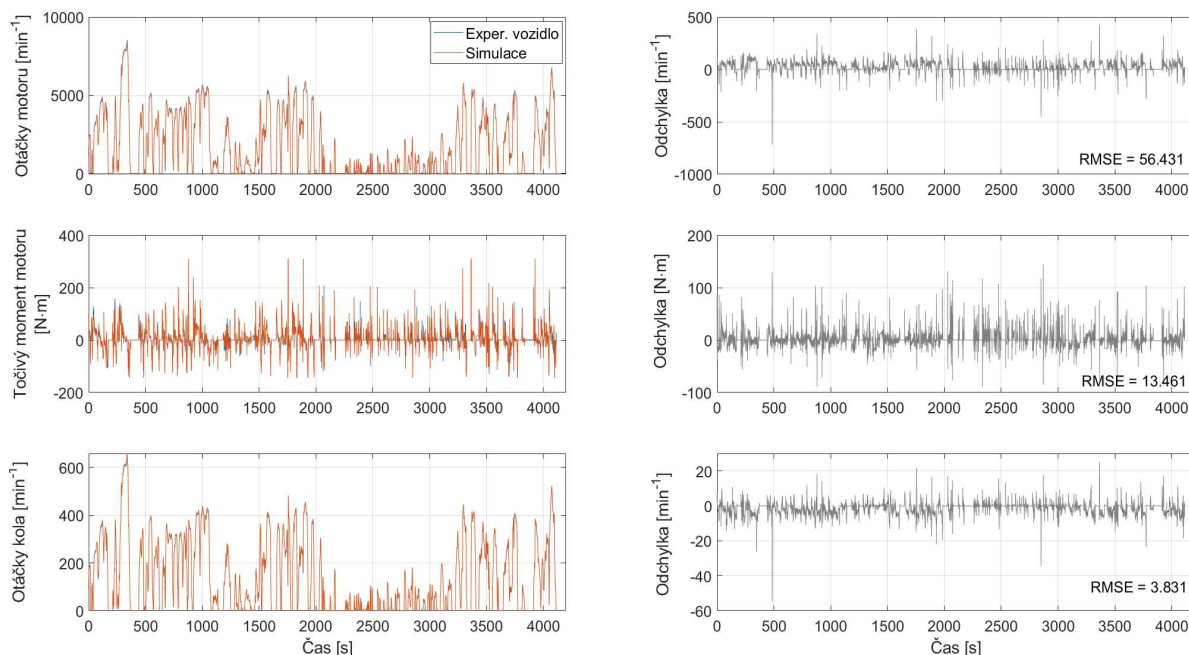 Otáčky motoru [min⁻¹]
10000
5000
0
0 500 1000 1500 2000 2500 3000 3500 4000
Exper. vozidlo
Simulace
Odchylka [min⁻¹]
500
0
-500
-1000
RMSE = 56.431
0 500 1000 1500 2000 2500 3000 3500 4000
Točivý moment motoru
[N·m]
400
200
0
-200
0 500 1000 1500 2000 2500 3000 3500 4000
Odchylka [N·m]
200
100
0
-100
RMSE = 13.461
0 500 1000 1500 2000 2500 3000 3500 4000
Otáčky kola [min⁻¹]
600
400
200
0
0 500 1000 1500 2000 2500 3000 3500 4000
Čas [s]
Odchylka [min⁻¹]
20
0
-20
-40
-60
RMSE = 3.831
0 500 1000 1500 2000 2500 3000 3500 4000
Čas [s]